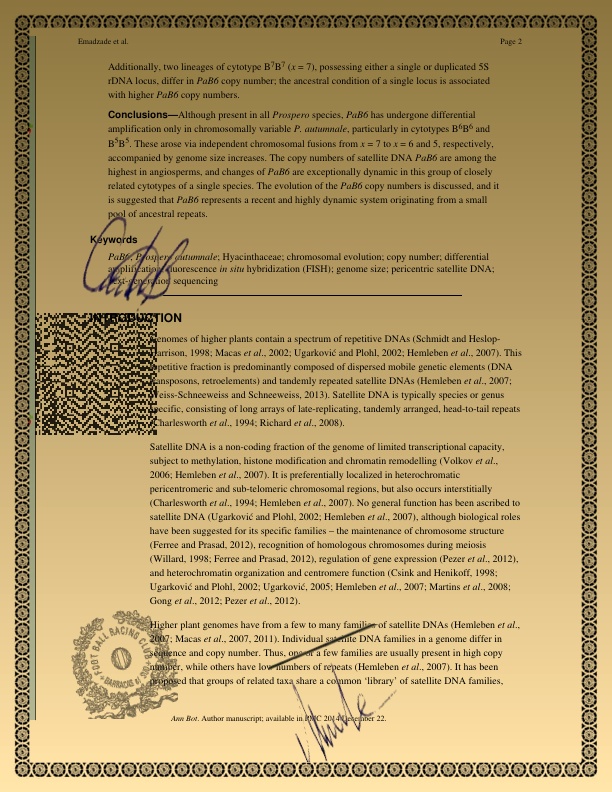 Emadzade et al.
Page 2
Additionally, two lineages of cytotype B⁷B⁷ (x = 7), possessing either a single or duplicated 5S
rDNA locus, differ in PaB6 copy number; the ancestral condition of a single locus is associated
with higher PaB6 copy numbers.
Conclusions—Although present in all Prospero species, PaB6 has undergone differential
amplification only in chromosomally variable P. autumnale, particularly in cytotypes B⁶B⁶ and
B⁵B⁵. These arose via independent chromosomal fusions from x = 7 to x = 6 and 5, respectively,
accompanied by genome size increases. The copy numbers of satellite DNA PaB6 are among the
highest in angiosperms, and changes of PaB6 are exceptionally dynamic in this group of closely
related cytotypes of a single species. The evolution of the PaB6 copy numbers is discussed, and it
is suggested that PaB6 represents a recent and highly dynamic system originating from a small
pool of ancestral repeats.
Keywords
PaB6; Prospero autumnale; Hyacinthaceae; chromosomal evolution; copy number; differential
amplification; fluorescence in situ hybridization (FISH); genome size; pericentric satellite DNA;
next-generation sequencing
INTRODUCTION
Genomes of higher plants contain a spectrum of repetitive DNAs (Schmidt and Heslop-
Harrison, 1998; Macas et al., 2002; Ugarković and Plohl, 2002; Hemleben et al., 2007). This
repetitive fraction is predominantly composed of dispersed mobile genetic elements (DNA
transposons, retroelements) and tandemly repeated satellite DNAs (Hemleben et al., 2007;
Weiss-Schneeweiss and Schneeweiss, 2013). Satellite DNA is typically species or genus
specific, consisting of long arrays of late-replicating, tandemly arranged, head-to-tail repeats
(Charlesworth et al., 1994; Richard et al., 2008).
Satellite DNA is a non-coding fraction of the genome of limited transcriptional capacity,
subject to methylation, histone modification and chromatin remodelling (Volkov et al.,
2006; Hemleben et al., 2007). It is preferentially localized in heterochromatic
pericentromeric and sub-telomeric chromosomal regions, but also occurs interstitially
(Charlesworth et al., 1994; Hemleben et al., 2007). No general function has been ascribed to
satellite DNA (Ugarković and Plohl, 2002; Hemleben et al., 2007), although biological roles
have been suggested for its specific families – the maintenance of chromosome structure
(Ferree and Prasad, 2012), recognition of homologous chromosomes during meiosis
(Willard, 1998; Ferree and Prasad, 2012), regulation of gene expression (Pezer et al., 2012),
and heterochromatin organization and centromere function (Csink and Henikoff, 1998;
Ugarković and Plohl, 2002; Ugarković, 2005; Hemleben et al., 2007; Martins et al., 2008;
Gong et al., 2012; Pezer et al., 2012).
Higher plant genomes have from a few to many families of satellite DNAs (Hemleben et al.,
2007; Macas et al., 2007, 2011). Individual satellite DNA families in a genome differ in
sequence and copy number. Thus, one or a few families are usually present in high copy
number, while others have low numbers of repeats (Hemleben et al., 2007). It has been
proposed that groups of related taxa share a common ‘library’ of satellite DNA families,
FOOT BALL RACING
BARRACAS
Ann Bot. Author manuscript; available in PMC 2014 December 22.